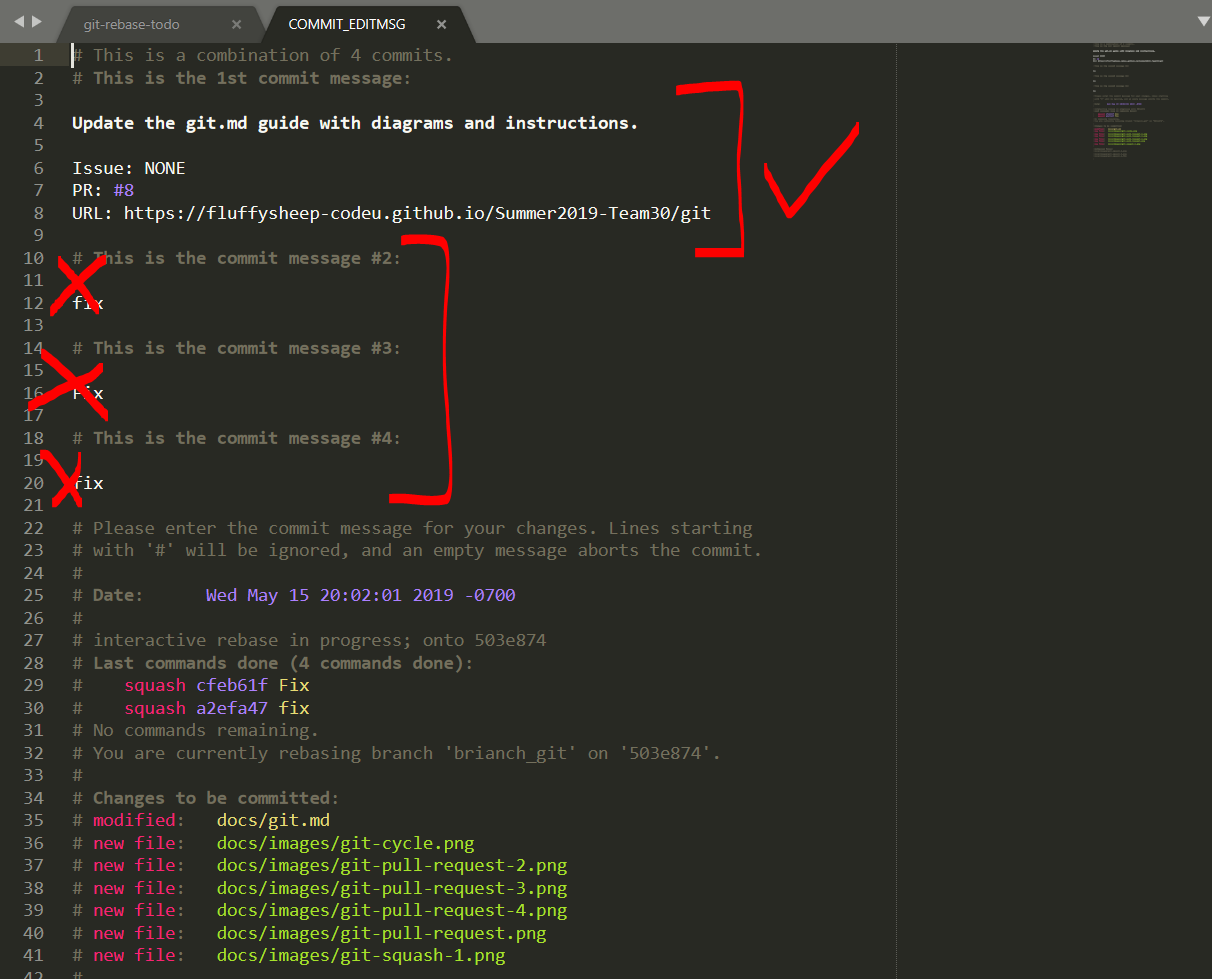 git-rebase-todo × COMMIT_EDITMSG ×
1 # This is a combination of 4 commits.
2 # This is the 1st commit message:
3
4 Update the git.md guide with diagrams and instructions.
5
6 Issue: NONE
7 PR: #8
8 URL: https://fluffysheep-codeu.github.io/Summer2019-Team30/git
9
10 # This is the commit message #2:
11
12 fix
13
14 # This is the commit message #3:
15
16 Fix
17
18 # This is the commit message #4:
19
20 fix
21
22 # Please enter the commit message for your changes. Lines starting
23 # with '#' will be ignored, and an empty message aborts the commit.
24 #
25 # Date: Wed May 15 20:02:01 2019 -0700
26 #
27 # interactive rebase in progress; onto 503e874
28 # Last commands done (4 commands done):
29 # squash cfeb61f Fix
30 # squash a2efa47 fix
31 # No commands remaining.
32 # You are currently rebasing branch 'brianch_git' on '503e874'.
33 #
34 # Changes to be committed:
35 # modified: docs/git.md
36 # new file: docs/images/git-cycle.png
37 # new file: docs/images/git-pull-request-2.png
38 # new file: docs/images/git-pull-request-3.png
39 # new file: docs/images/git-pull-request-4.png
40 # new file: docs/images/git-pull-request.png
41 # new file: docs/images/git-squash-1.png
42 #